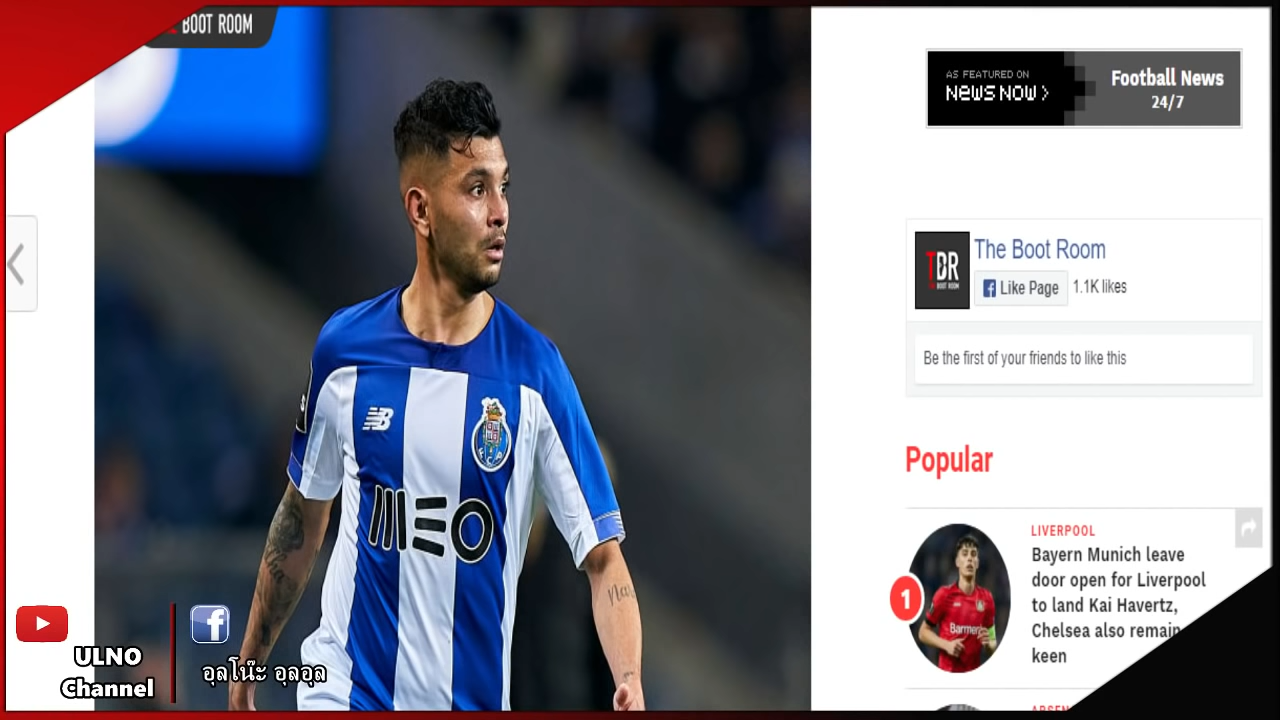 BOOT ROOM
AS FEATURED ON
NEWS NOW
Football News
24/7
TBR
BOOT ROOM
The Boot Room
Like Page
1.1K likes
Be the first of your friends to like this
MEO
Popular
LIVERPOOL
1
Bayern Munich leave
door open for Liverpool
to land Kai Havertz,
Chelsea also remain
keen
Barmenia
ULNO
Channel
อุลโน๊ะ อุลอุล